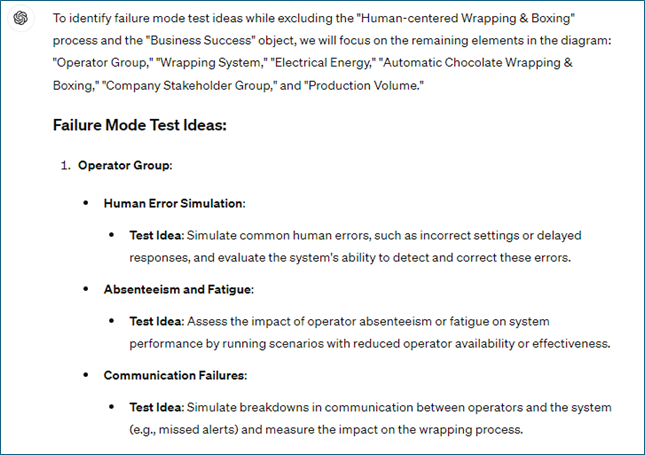 To identify failure mode test ideas while excluding the "Human-centered Wrapping & Boxing"
process and the "Business Success" object, we will focus on the remaining elements in the diagram:
"Operator Group," "Wrapping System," "Electrical Energy," "Automatic Chocolate Wrapping &
Boxing," "Company Stakeholder Group," and "Production Volume."
Failure Mode Test Ideas:
1. Operator Group:
• Human Error Simulation:
• Test Idea: Simulate common human errors, such as incorrect settings or delayed
responses, and evaluate the system's ability to detect and correct these errors.
• Absenteeism and Fatigue:
• Test Idea: Assess the impact of operator absenteeism or fatigue on system
performance by running scenarios with reduced operator availability or effectiveness.
• Communication Failures:
• Test Idea: Simulate breakdowns in communication between operators and the system
(e.g., missed alerts) and measure the impact on the wrapping process.